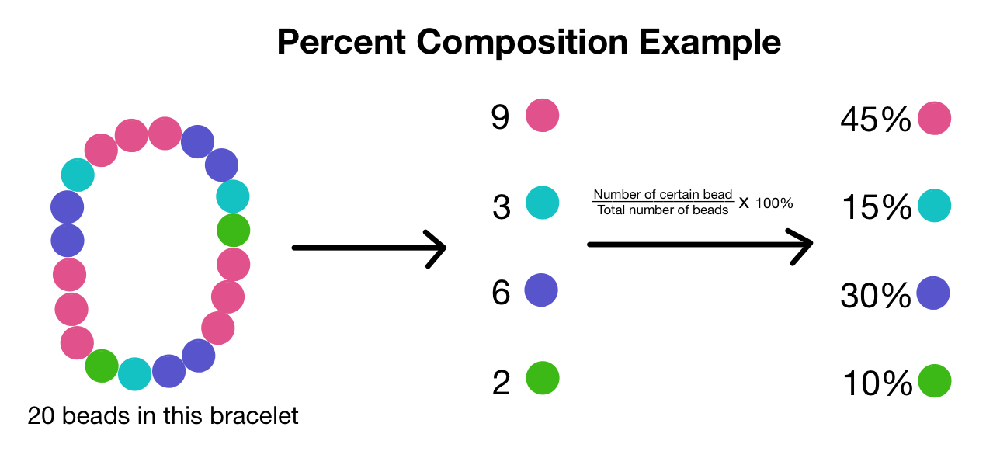 Percent Composition Example
9
45%
3
Number of certain bead
Total number of beads
x 100%
15%
6
30%
2
10%
20 beads in this bracelet